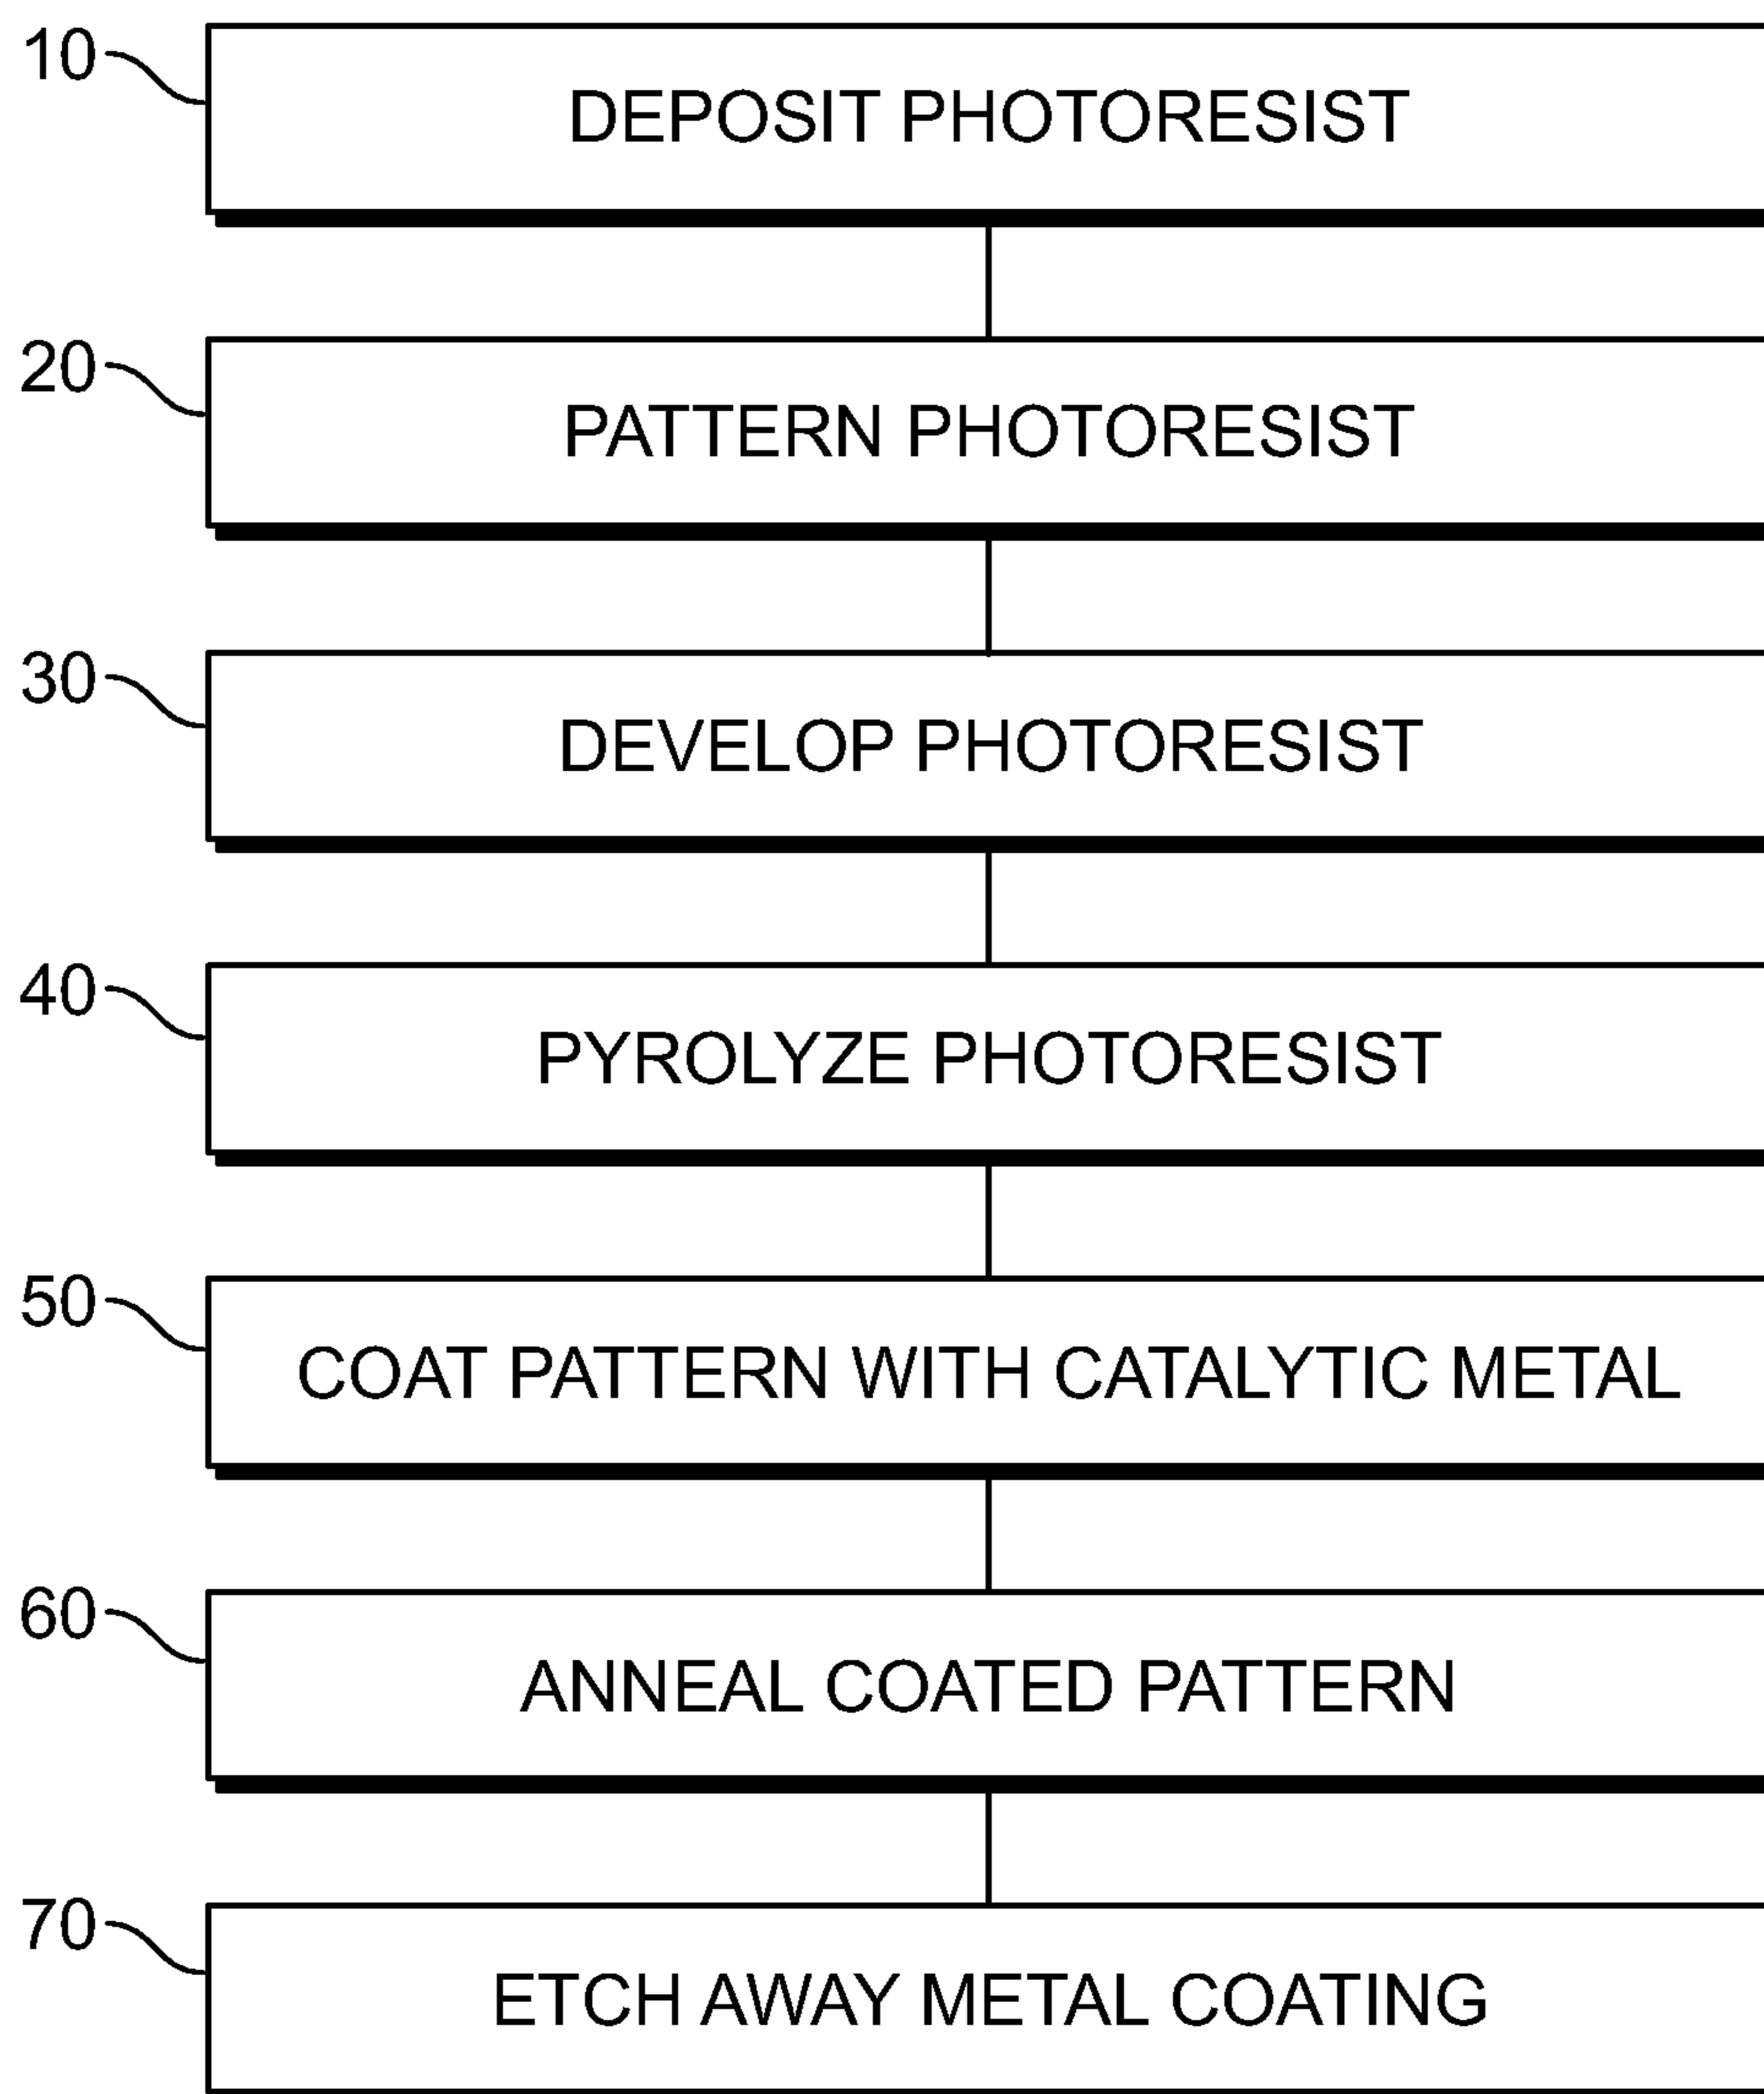 10 DEPOSIT PHOTORESIST
20 PATTERN PHOTORESIST
30 DEVELOP PHOTORESIST
40 PYROLYZE PHOTORESIST
50 COAT PATTERN WITH CATALYTIC METAL
60 ANNEAL COATED PATTERN
70 ETCH AWAY METAL COATING